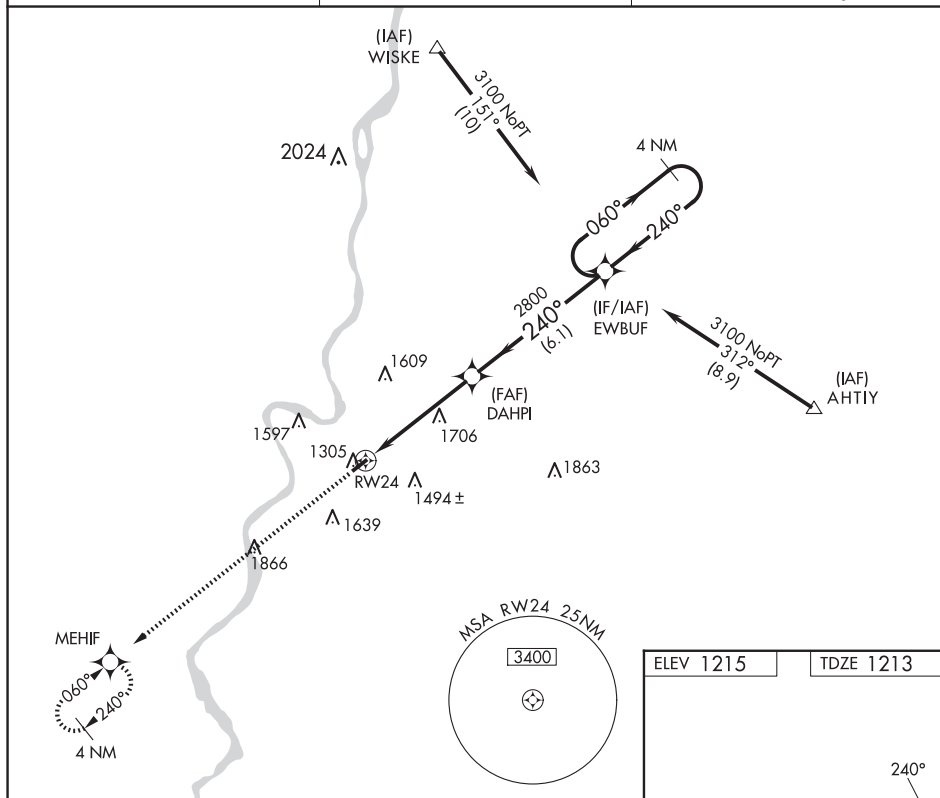 (IAF)
WISKE
3100 NoPT
151°
(10)
2024
4 NM
060°
240°
(IF/IAF)
EWBUF
2800
240°
(6.1)
3100 NoPT
312°
(8.9)
(IAF)
AHTIY
1609
(FAF)
DAHPI
1706
1597
1305
RW24
1494 ±
1863
1639
1866
MEHIF
060°
240°
4 NM
MSA RW24 25NM
3400
ELEV 1215
TDZE 1213
240°